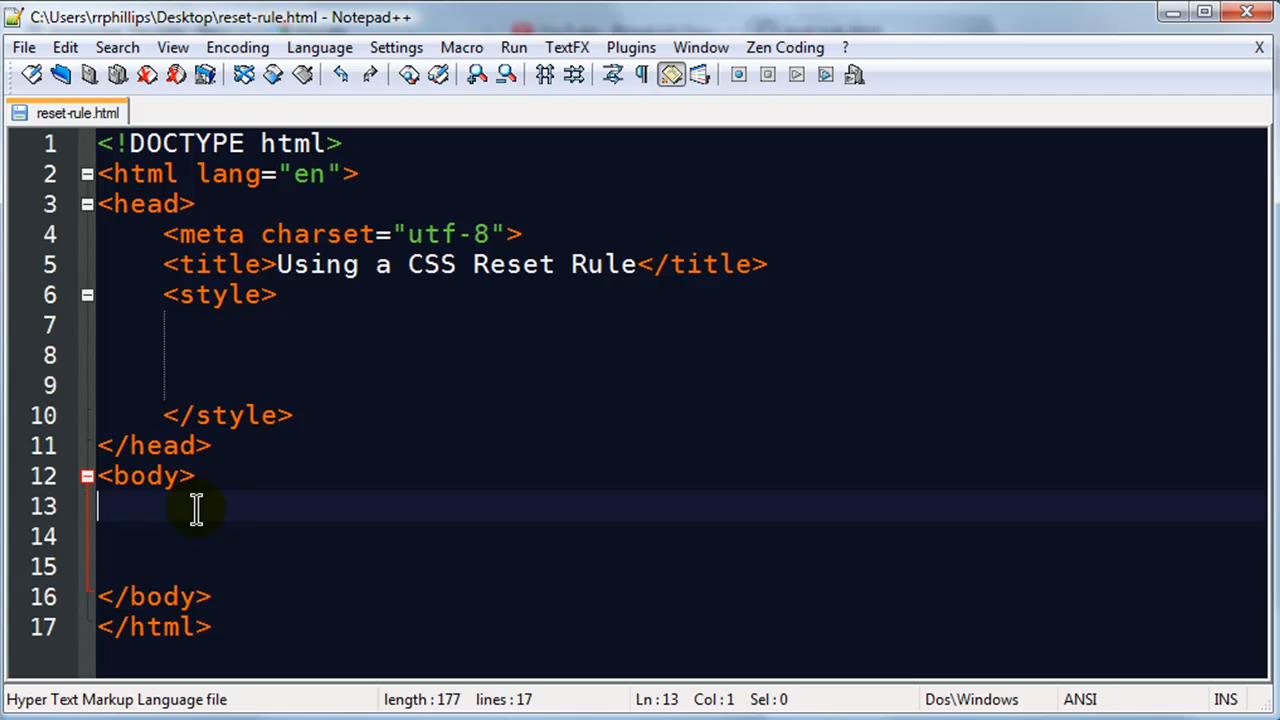 C:\Users\rrphillips\Desktop\reset-rule.html - Notepad++
File Edit Search View Encoding Language Settings Macro Run TextFX Plugins Window Zen Coding ? X
reset-rule.html
1 <!DOCTYPE html>
2 <html lang="en">
3 <head>
4 <meta charset="utf-8">
5 <title>Using a CSS Reset Rule</title>
6 <style>
7
8
9
10 </style>
11 </head>
12 <body>
13
14
15
16 </body>
17 </html>
Hyper Text Markup Language file length : 177 lines : 17 Ln : 13 Col : 1 Sel : 0 Dos\Windows ANSI INS